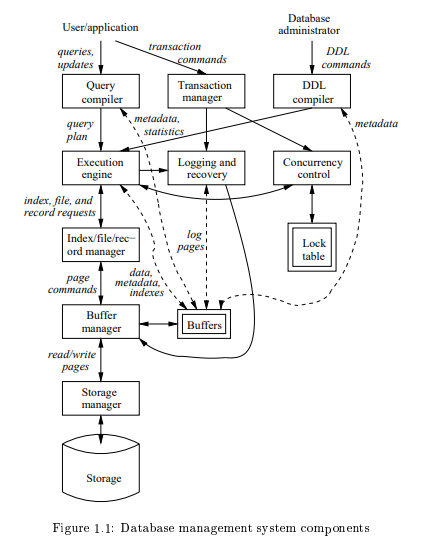 User/application
Database
administrator
queries,
updates
transaction
commands
DDL
commands
Query
compiler
Transaction
manager
DDL
compiler
query
plan
metadata,
statistics
metadata
Execution
engine
Logging and
recovery
Concurrency
control
index, file, and
record requests
log
pages
Lock
table
Index/file/rec−
ord manager
page
commands
data,
metadata,
indexes
Buffer
manager
Buffers
read/write
pages
Storage
manager
Storage
Figure 1.1: Database management system components